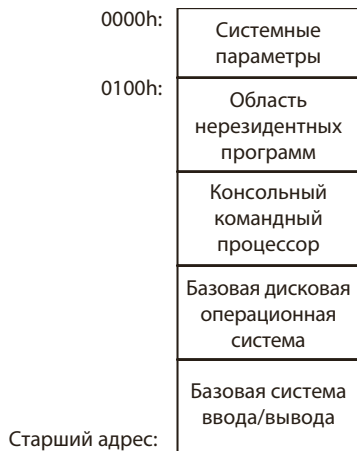 0000h:
Системные
параметры
0100h:
Область
нерезидентных
программ
Консольный
командный
процессор
Базовая дисковая
операционная
система
Базовая система
ввода/вывода
Старший адрес: